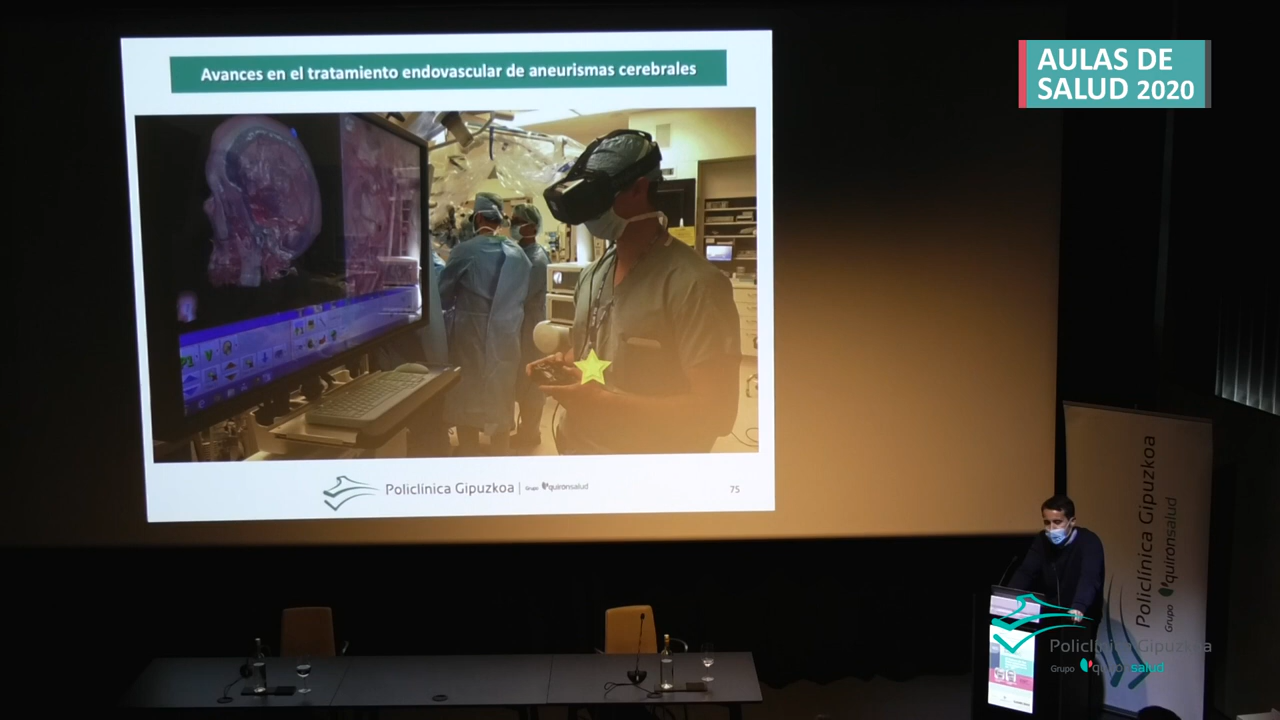 Avances en el tratamiento endovascular de aneurismas cerebrales
AULAS DE
SALUD 2020
Policlínica Gipuzkoa
Grupo quironsalud
75
Policlínica Gipuzkoa
Grupo quironsalud
Policlínica Gipuzkoa
Grupo quironsalud